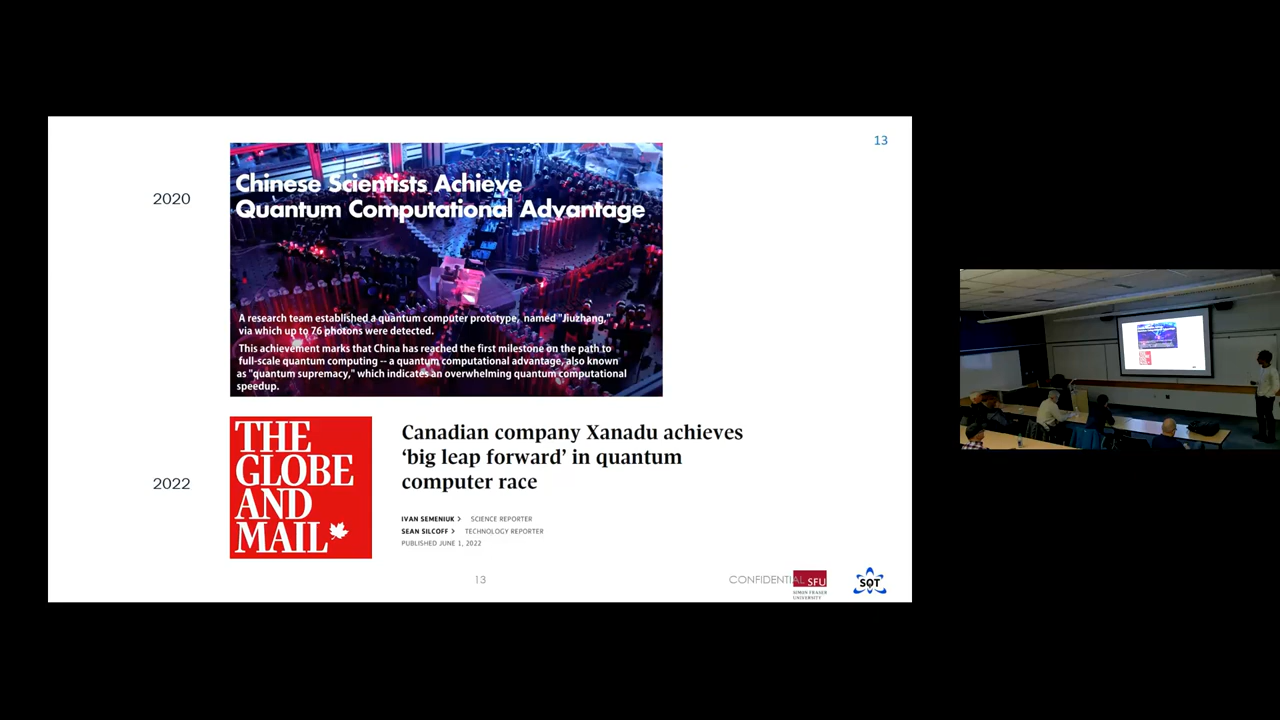 13
2020
Chinese Scientists Achieve
Quantum Computational Advantage
A research team established a quantum computer prototype, named "Jiuzhang,"
via which up to 76 photons were detected.
This achievement marks that China has reached the first milestone on the path to
full-scale quantum computing -- a quantum computational advantage, also known
as "quantum supremacy," which indicates an overwhelming quantum computational
speedup.
2022
THE
GLOBE
AND
MAIL
Canadian company Xanadu achieves
‘big leap forward’ in quantum
computer race
IVAN SEMENIUK > SCIENCE REPORTER
SEAN SILCOFF > TECHNOLOGY REPORTER
PUBLISHED JUNE 1, 2022
13
CONFIDENTIAL
SFU
SIMON FRASER
UNIVERSITY
SQT